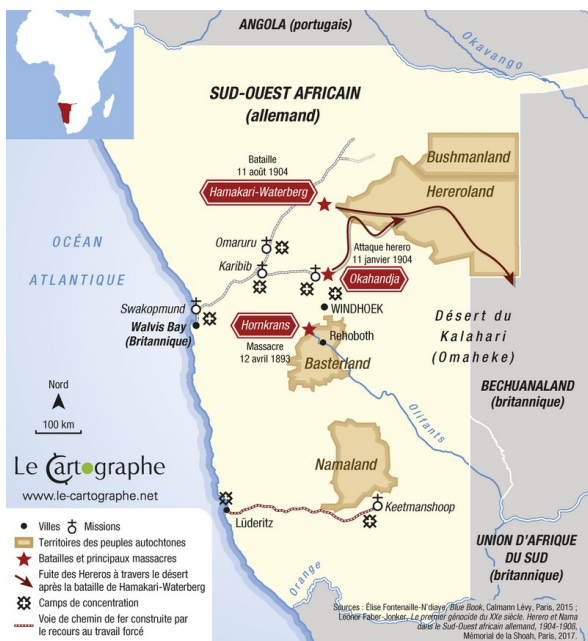 ANGOLA (portugais)
Okavango
SUD-OUEST AFRICAIN
(allemand)
Bushmanland
Bataille
11 août 1904
Hamakari-Waterberg
Hereroland
OCÉAN
ATLANTIQUE
Omaruru
Attaque herero
11 janvier 1904
Karibib
Okahandja
Swakopmund
WINDHOEK
Walvis Bay
(Britannique)
Hornkrans
Désert du
Kalahari
(Omaheke)
Massacre
12 avril 1893
Rehoboth
Basterland
BECHUANALAND
(britannique)
Nord
100 km
Olifants
Le Cartographe
www.le-cartographe.net
Namaland
Keetmanshoop
Lüderitz
UNION D'AFRIQUE
DU SUD
(britannique)
Orange
Villes
Missions
Territoires des peuples autochtones
Batailles et principaux massacres
Fuite des Hereros à travers le désert
après la bataille de Hamakari-Waterberg
Camps de concentration
Voie de chemin de fer construite par
le recours au travail forcé
Sources : Élise Fontenaille-N'diaye, Blue Book, Calmann Lévy, Paris, 2015 ;
Leonor Faber-Jonker, Le premier génocide du XXe siècle. Herero et Nama
dans le Sud-Ouest africain allemand, 1904-1908,
Mémorial de la Shoah, Paris, 2017.